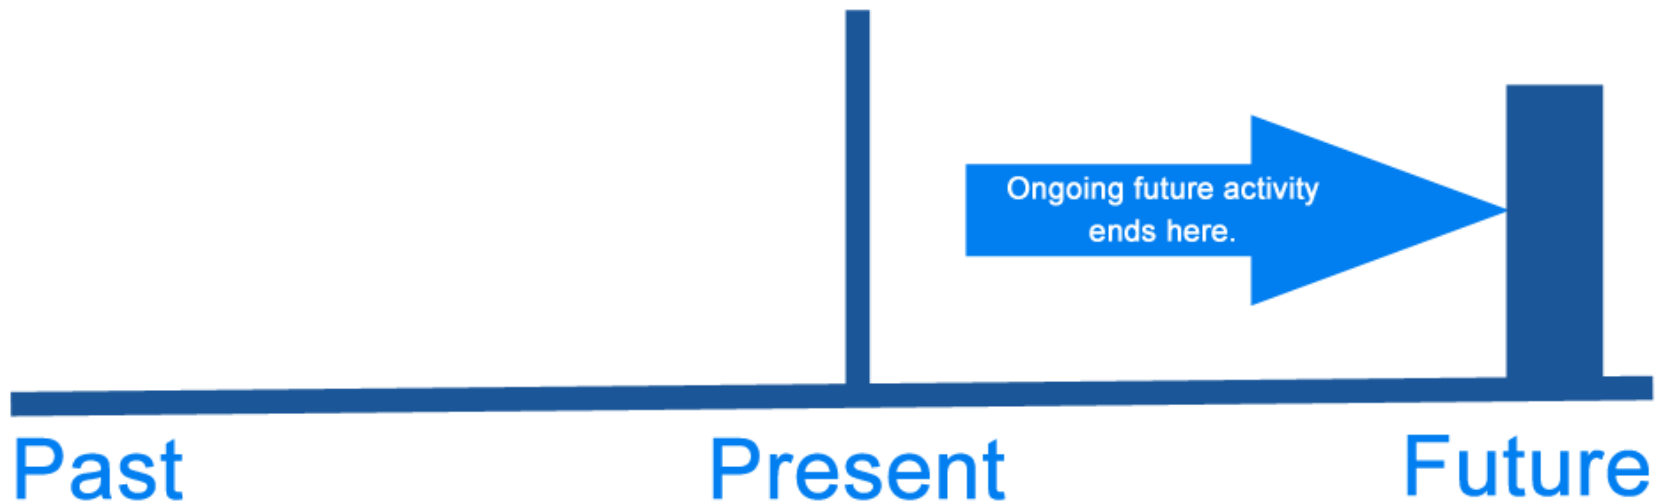 Ongoing future activity
ends here.
Past
Present
Future